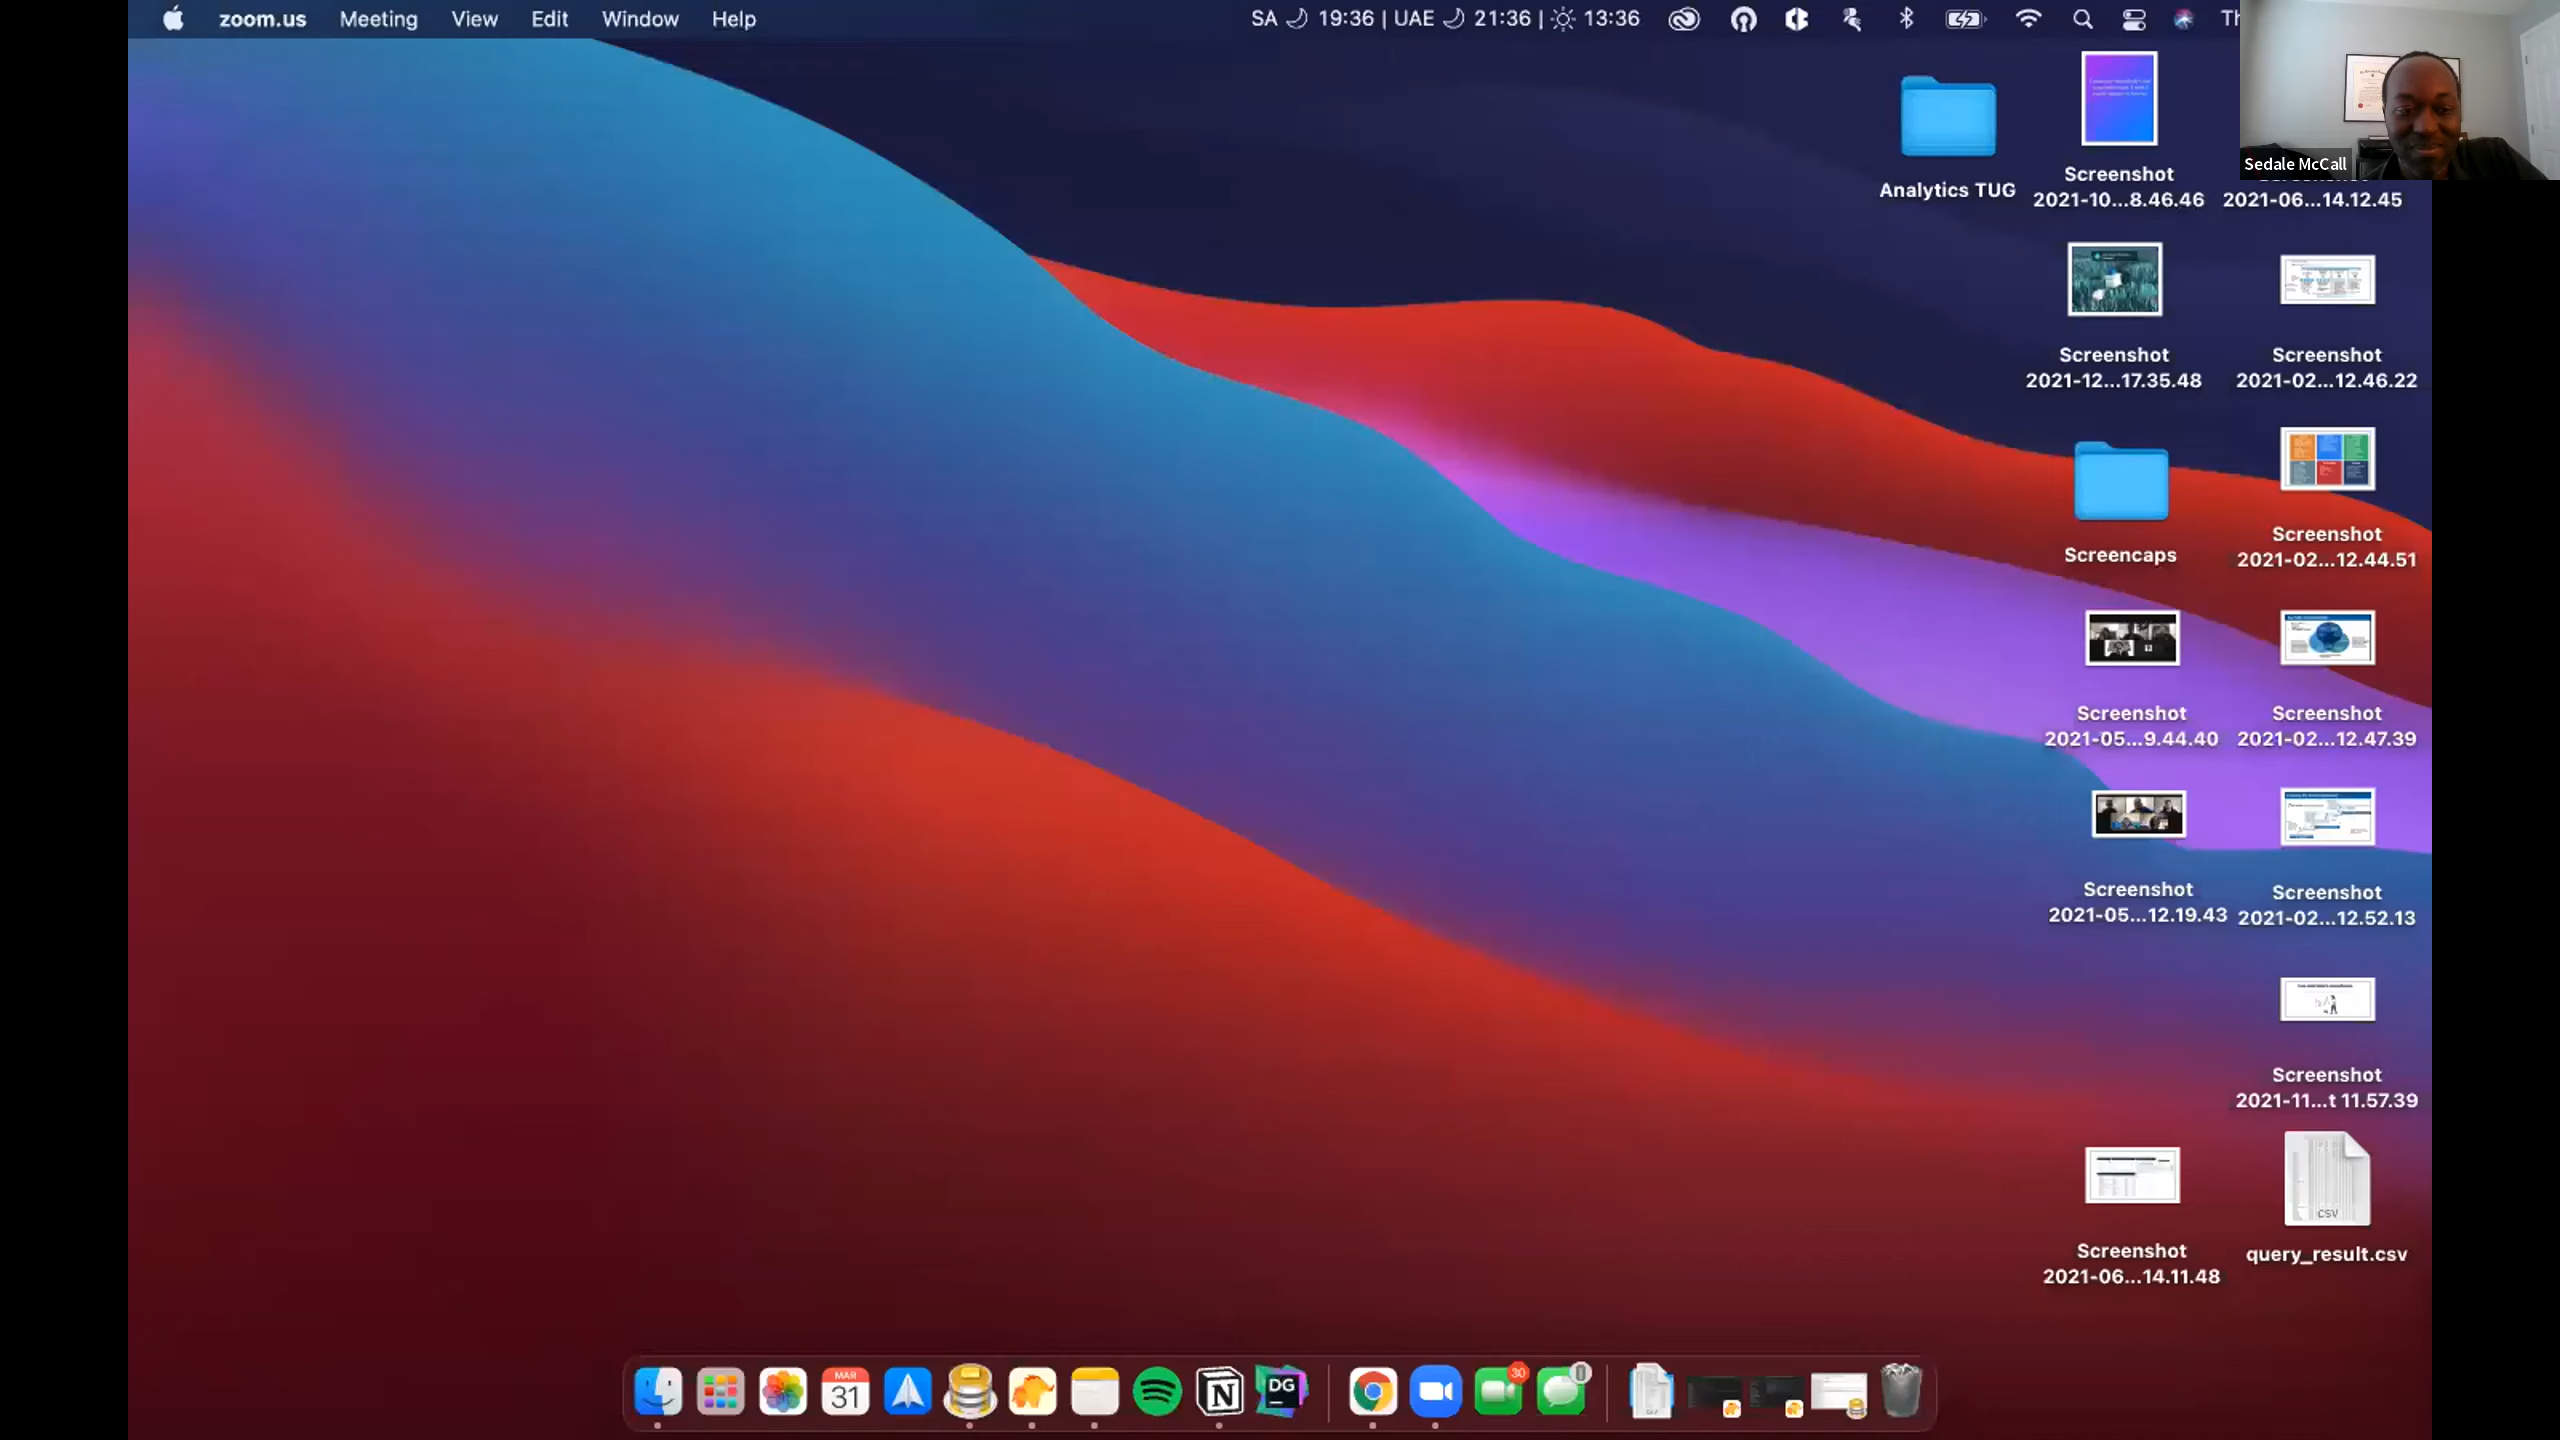 zoom.us Meeting View Edit Window Help SA 19:36 | UAE 21:36 | 13:36 Th
Sedale McCall
Analytics TUG
Screenshot
2021-10...8.46.46
2021-06...14.12.45
Screenshot
2021-12...17.35.48
Screenshot
2021-02...12.46.22
Screencaps
Screenshot
2021-02...12.44.51
Screenshot
2021-05...9.44.40
Screenshot
2021-02...12.47.39
Screenshot
2021-05...12.19.43
Screenshot
2021-02...12.52.13
Screenshot
2021-11...t 11.57.39
Screenshot
2021-06...14.11.48
CSV
query_result.csv
MAR
31
N
DG
30